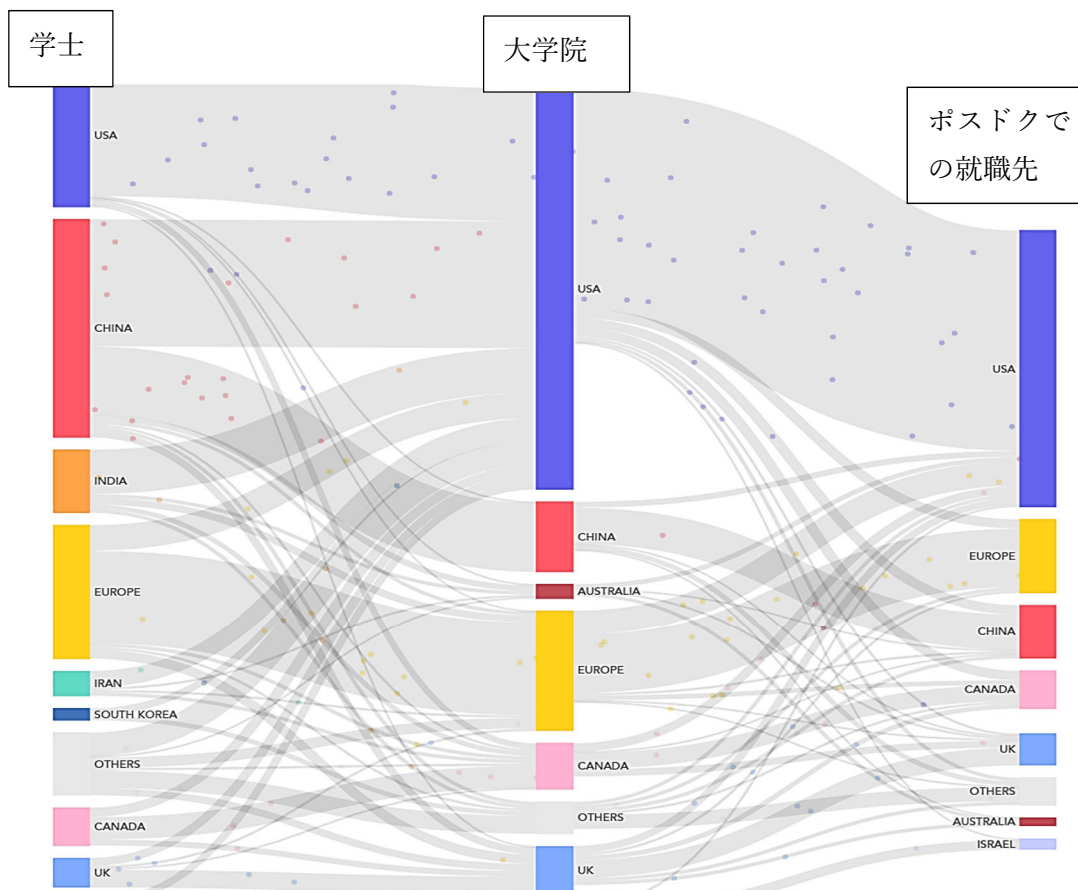 学士
大学院
ポスドクで
の就職先
USA
CHINA
INDIA
EUROPE
IRAN
SOUTH KOREA
OTHERS
CANADA
UK
USA
CHINA
AUSTRALIA
EUROPE
CANADA
OTHERS
UK
USA
EUROPE
CHINA
CANADA
UK
OTHERS
AUSTRALIA
ISRAEL